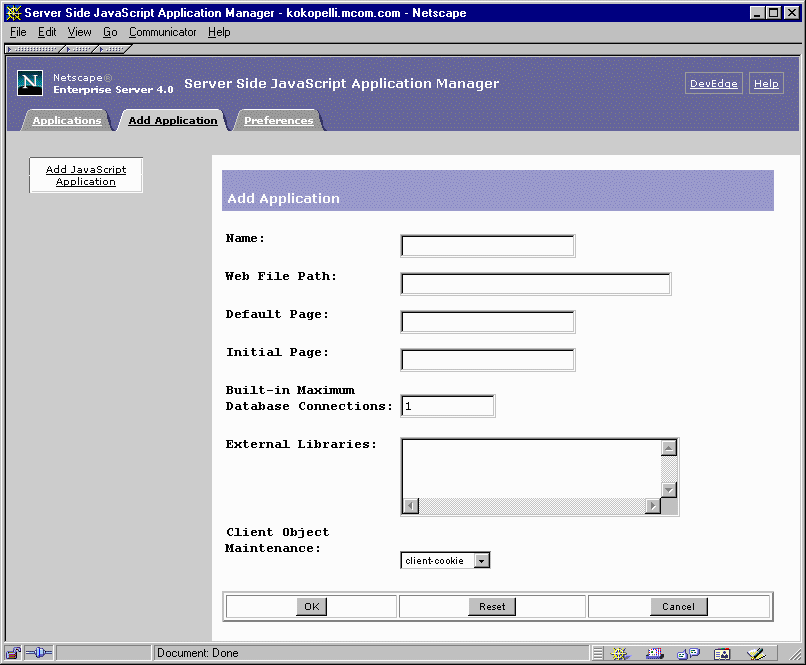 Server Side JavaScript Application Manager - kokopelli.mcom.com - Netscape
File Edit View Go Communicator Help
N
Netscape®
Enterprise Server 4.0
Server Side JavaScript Application Manager
DevEdge Help
Applications Add Application Preferences
Add JavaScript
Application
Add Application
Name:
Web File Path:
Default Page:
Initial Page:
Built-in Maximum
Database Connections: 1
External Libraries:
Client Object
Maintenance:
client-cookie
OK Reset Cancel
Document: Done